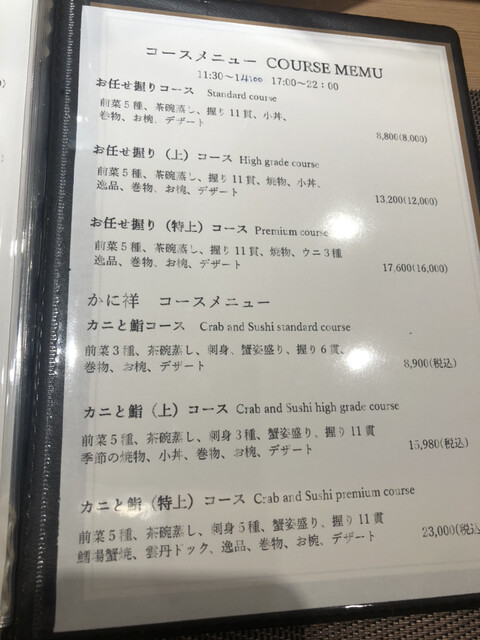 コースメニュー COURSE MEMU
11:30～14:00 17:00～22：00
お任せ握りコース Standard course
前菜５種、茶碗蒸し、握り11貫、小丼、
巻物、お椀、デザート
8,800(8,000)
お任せ握り（上）コース High grade course
前菜５種、茶碗蒸し、握り11貫、焼物、小丼、
逸品、巻物、お椀、デザート
13,200(12,000)
お任せ握り（特上）コース Premium course
前菜５種、茶碗蒸し、握り11貫、焼物、ウニ３種
逸品、巻物、お椀、デザート
17,600(16,000)
かに祥 コースメニュー
カニと鮨コース Crab and Sushi standard course
前菜３種、茶碗蒸し、刺身、蟹姿盛り、握り６貫、
巻物、お椀、デザート
8,900(税込)
カニと鮨（上）コース Crab and Sushi high grade course
前菜５種、茶碗蒸し、刺身３種、蟹姿盛り、握り11貫
季節の焼物、小丼、巻物、お椀、デザート
15,980(税込)
カニと鮨（特上）コース Crab and Sushi premium course
前菜５種、茶碗蒸し、刺身５種、蟹姿盛り、握り11貫
鱈場蟹焼、雲丹ドック、逸品、巻物、お椀、デザート
23,000(税込